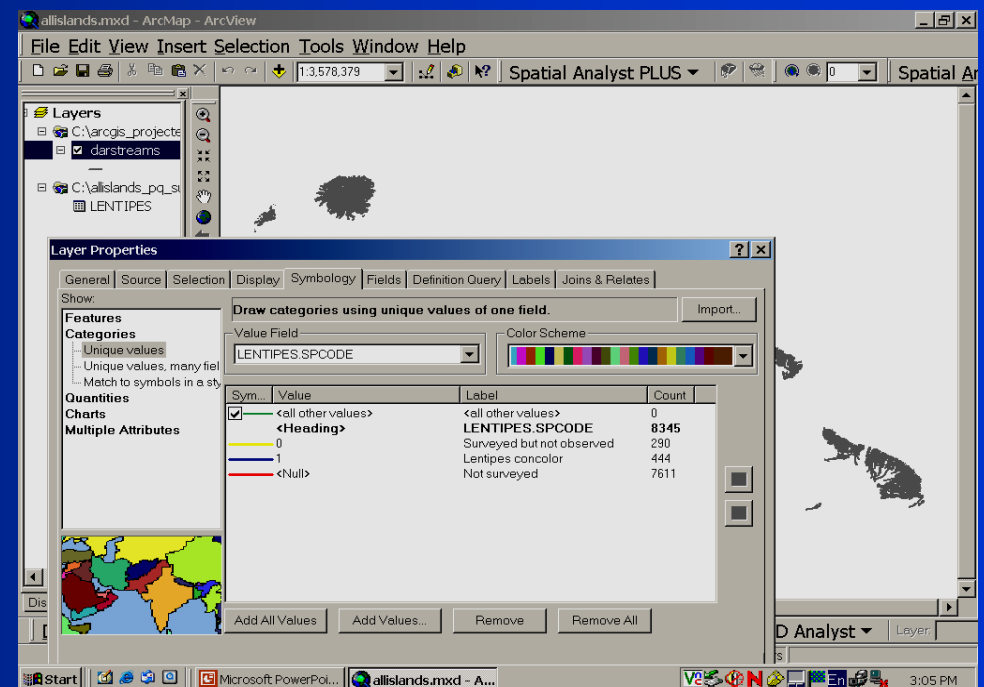 allislands.mxd - ArcMap - ArcView
File Edit View Insert Selection Tools Window Help
1:3,578,379 Spatial Analyst PLUS 0 Spatial
Layers
C:\arcgis_projecte
darstreams
C:\allislands_pq_su
LENTIPES
Layer Properties
General Source Selection Display Symbology Fields Definition Query Labels Joins & Relates
Show:
Features
Categories
Unique values
Unique values, many fiel
Match to symbols in a sty
Quantities
Charts
Multiple Attributes
Draw categories using unique values of one field.
Import...
Value Field
LENTIPES.SPCODE
Color Scheme
Sym... Value Label Count
<all other values> <all other values> 0
<Heading> LENTIPES.SPCODE 8345
0 Surveyed but not observed 290
1 Lentipes concolor 444
<Null> Not surveyed 7611
Add All Values Add Values... Remove Remove All
Dis
D Analyst Layer:
Start Microsoft PowerPoi... allislands.mxd - A... En 3:05 PM